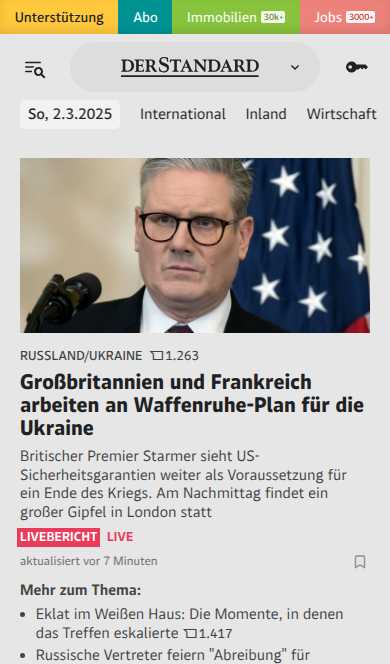 Unterstützung Abo Immobilien 30k+ Jobs 3000+
DERSTANDARD
So, 2.3.2025 International Inland Wirtschaft
RUSSLAND/UKRAINE 1.263
Großbritannien und Frankreich
arbeiten an Waffenruhe-Plan für die
Ukraine
Britischer Premier Starmer sieht US-
Sicherheitsgarantien weiter als Voraussetzung für
ein Ende des Kriegs. Am Nachmittag findet ein
großer Gipfel in London statt
LIVEBERICHT LIVE
aktualisiert vor 7 Minuten
Mehr zum Thema:
• Eklat im Weißen Haus: Die Momente, in denen
das Treffen eskalierte 1.417
• Russische Vertreter feiern "Abreibung" für